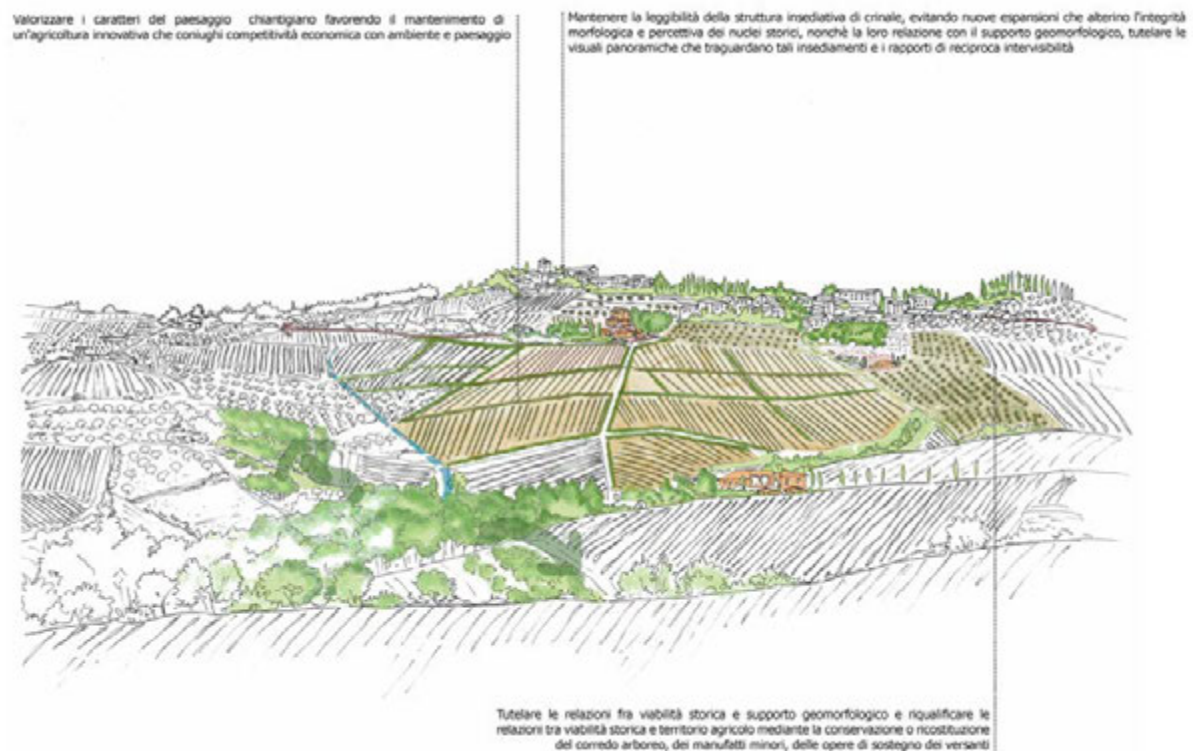 Valorizzare i caratteri del paesaggio chiantigiano favorendo il mantenimento di
un'agricoltura innovativa che coniughi competitività economica con ambiente e paesaggio
Mantenere la leggibilità della struttura insediativa di crinale, evitando nuove espansioni che alterino l'integrità
morfologica e percettiva dei nuclei storici, nonchè la loro relazione con il supporto geomorfologico, tutelare le
visuali panoramiche che traguardano tali insediamenti e i rapporti di reciproca intervisibilità
Tutelare le relazioni fra viabilità storica e supporto geomorfologico e riqualificare le
relazioni tra viabilità storica e territorio agricolo mediante la conservazione o ricostituzione
del corredo arboreo, dei manufatti minori, delle opere di sostegno dei versanti